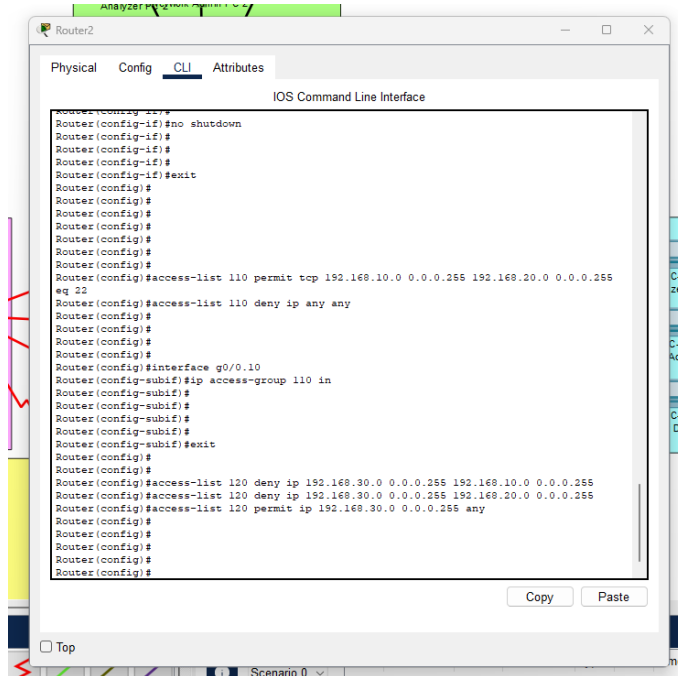 Router2
Physical Config CLI Attributes
IOS Command Line Interface
Router(config-if)#no shutdown
Router(config-if)#
Router(config-if)#
Router(config-if)#
Router(config-if)#exit
Router(config)#
Router(config)#
Router(config)#
Router(config)#
Router(config)#
Router(config)#
Router(config)#
Router(config)#access-list 110 permit tcp 192.168.10.0 0.0.0.255 192.168.20.0 0.0.0.255
eq 22
Router(config)#access-list 110 deny ip any any
Router(config)#
Router(config)#
Router(config)#
Router(config)#
Router(config)#interface g0/0.10
Router(config-subif)#ip access-group 110 in
Router(config-subif)#
Router(config-subif)#
Router(config-subif)#
Router(config-subif)#
Router(config-subif)#exit
Router(config)#
Router(config)#
Router(config)#access-list 120 deny ip 192.168.30.0 0.0.0.255 192.168.10.0 0.0.0.255
Router(config)#access-list 120 deny ip 192.168.30.0 0.0.0.255 192.168.20.0 0.0.0.255
Router(config)#access-list 120 permit ip 192.168.30.0 0.0.0.255 any
Router(config)#
Router(config)#
Router(config)#
Router(config)#
Router(config)#
Copy Paste
Top
Scenario 0